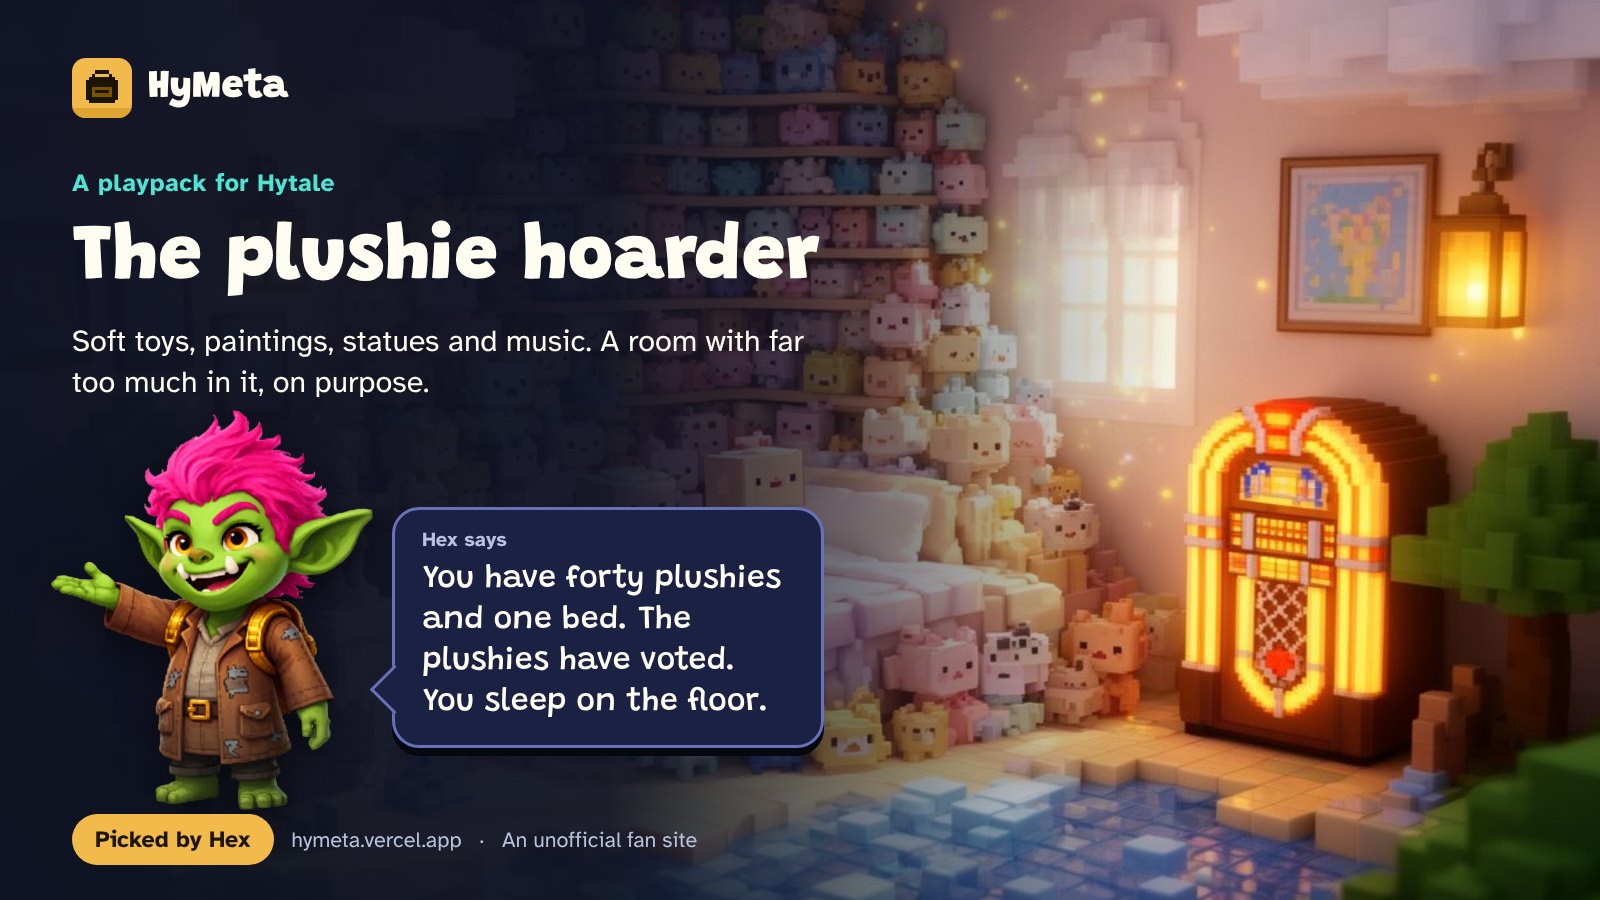 HyMeta
A playpack for Hytale
The plushie hoarder
Soft toys, paintings, statues and music. A room with far
too much in it, on purpose.
Hex says
You have forty plushies
and one bed. The
plushies have voted.
You sleep on the floor.
Picked by Hex
hymeta.vercel.app · An unofficial fan site